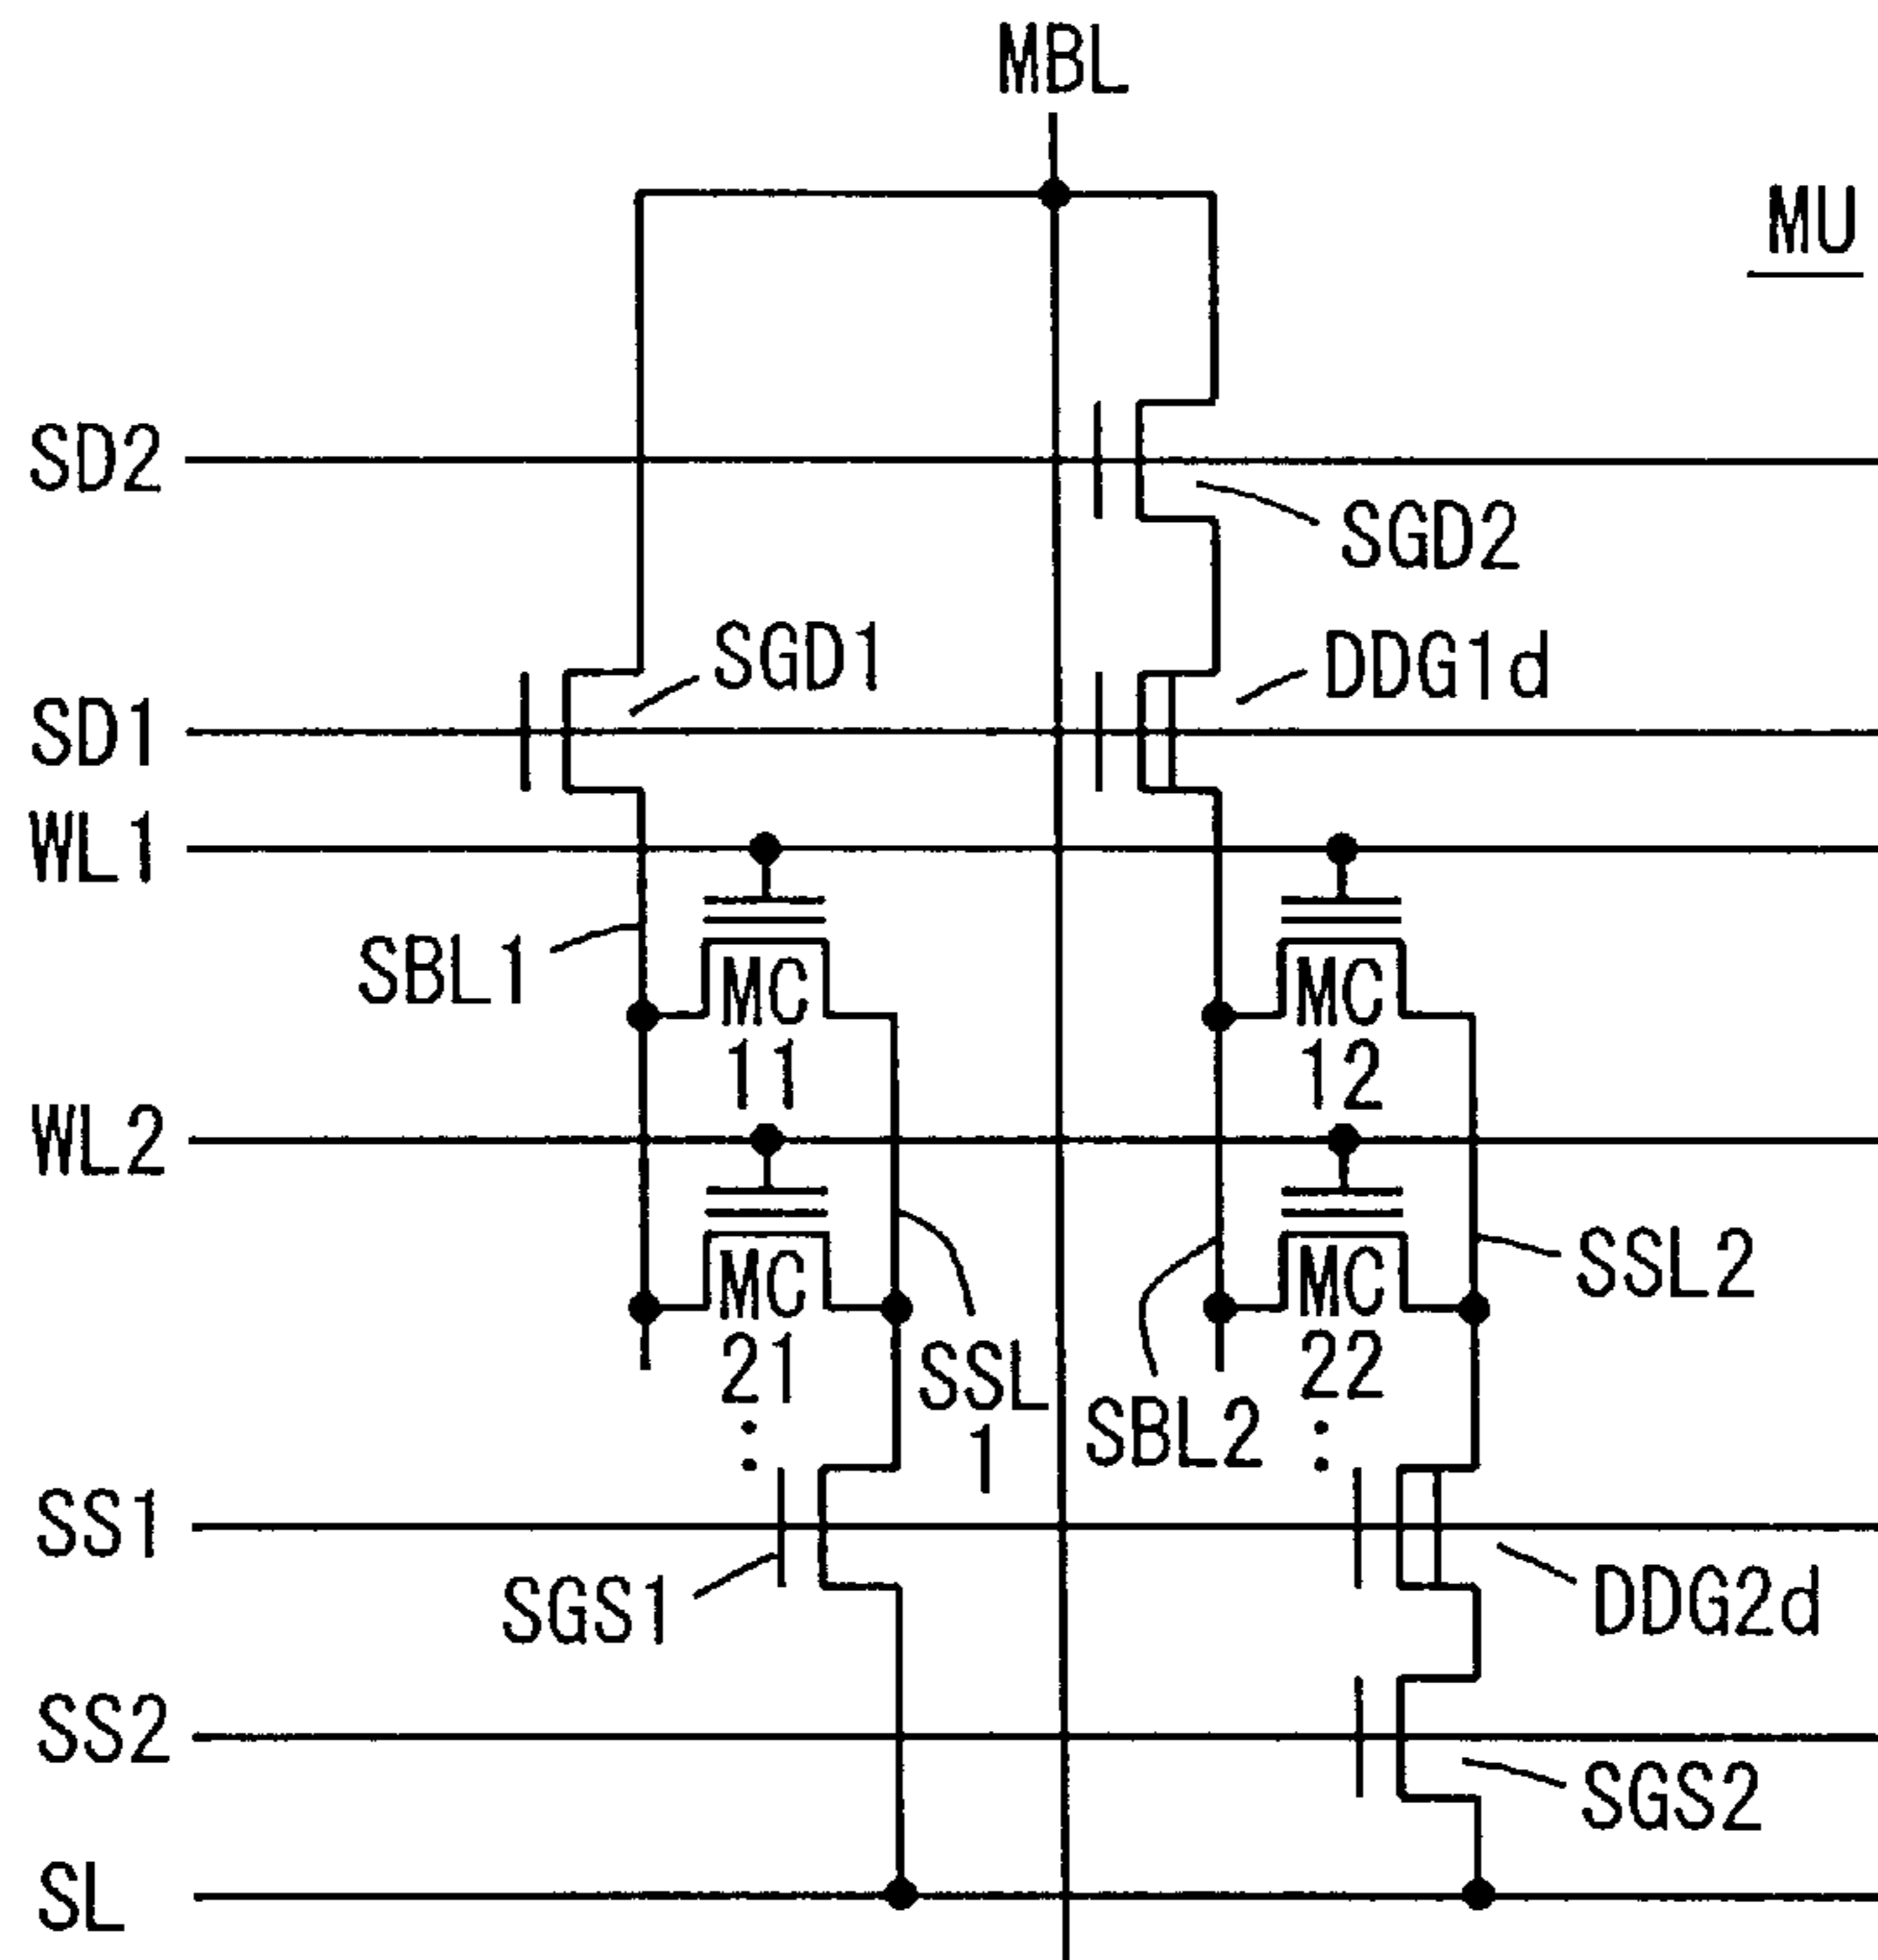 MBL
MU
SD2
SGD2
SGD1
DDG1d
SD1
WL1
SBL1
MC
11
MC
12
WL2
MC
21
SSL
1
MC
22
SSL2
SBL2
SS1
SGS1
DDG2d
SS2
SGS2
SL